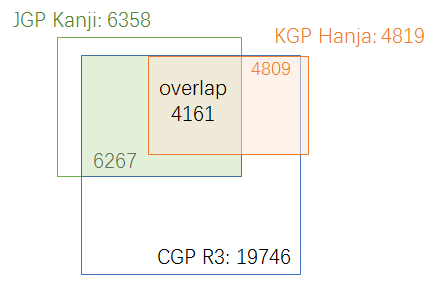 JGP Kanji: 6358
KGP Hanja: 4819
4809
overlap
4161
6267
CGP R3: 19746